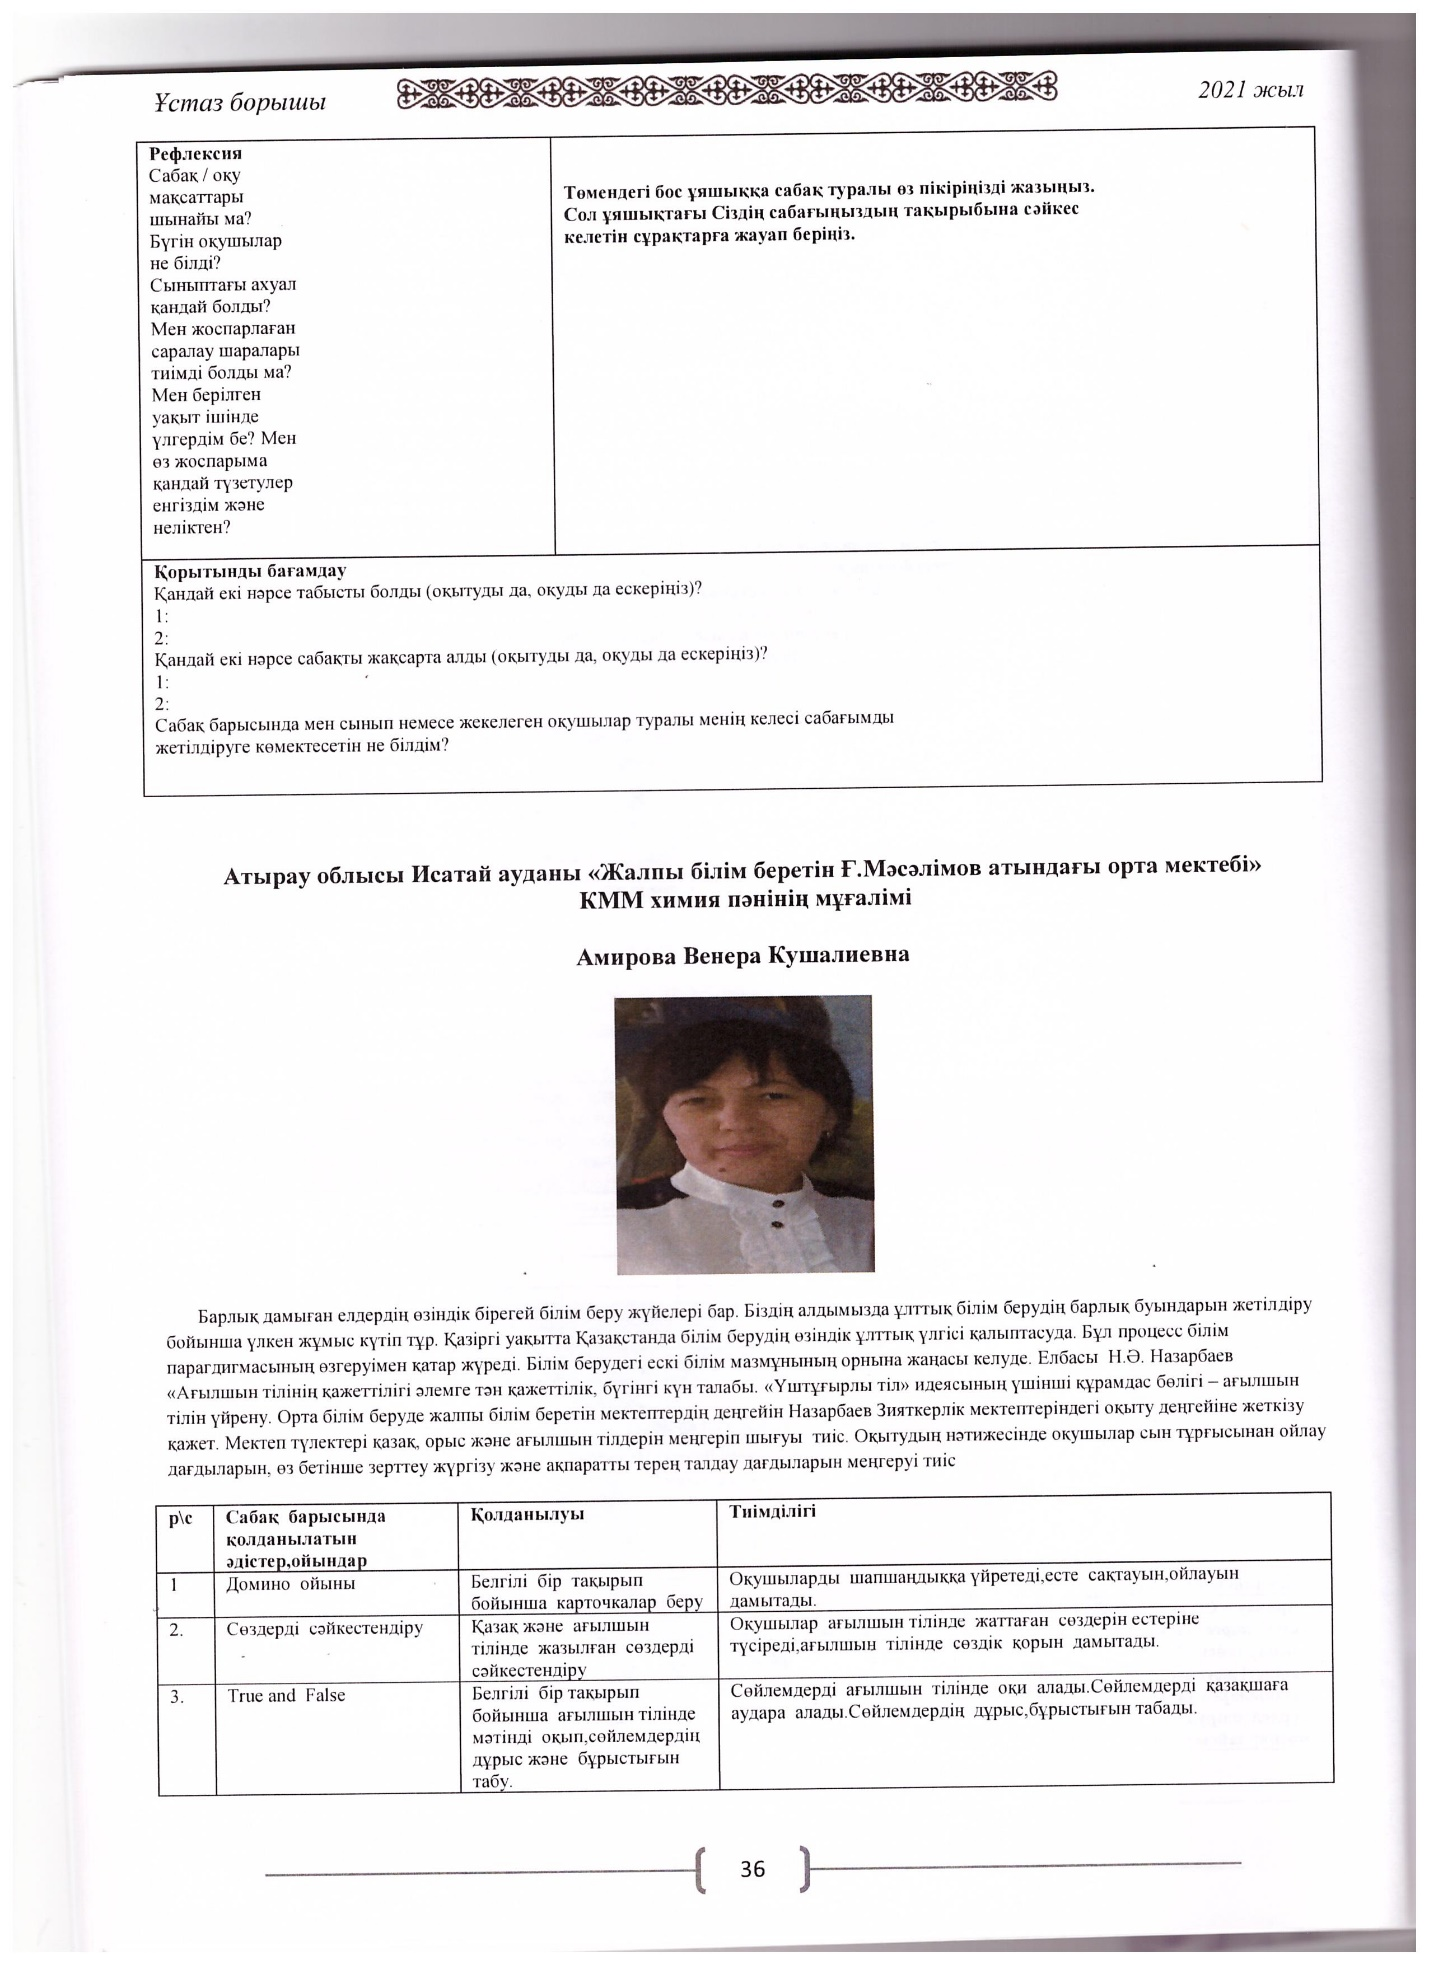 Ұстаз борышы
2021 жыл
Рефлексия
Сабақ / оқу
мақсаттары
шынайы ма?
Бүгін оқушылар
не білді?
Сыныптағы ахуал
қандай болды?
Мен жоспарлаған
саралау шаралары
тиімді болды ма?
Мен берілген
уақыт ішінде
үлгердім бе? Мен
өз жоспарыма
қандай түзетулер
енгіздім және
неліктен?
Төмендегі бос ұяшыққа сабақ туралы өз пікіріңізді жазыңыз.
Сол ұяшықтағы Сіздің сабағыңыздың тақырыбына сәйкес
келетін сұрақтарға жауап беріңіз.
Қорытынды бағамдау
Қандай екі нәрсе табысты болды (оқытуды да, оқуды да ескеріңіз)?
1:
2:
Қандай екі нәрсе сабақты жақсарта алды (оқытуды да, оқуды да ескеріңіз)?
1:
2:
Сабақ барысында мен сынып немесе жекелеген оқушылар туралы менің келесі сабағымды
жетілдіруге көмектесетін не білдім?
Атырау облысы Исатай ауданы «Жалпы білім беретін Ғ.Мәсәлімов атындағы орта мектебі»
КММ химия пәнінің мұғалімі
Амирова Венера Кушалиевна
Барлық дамыған елдердің өзіндік бірегей білім беру жүйелері бар. Біздің алдымызда ұлттық білім берудің барлық буындарын жетілдіру
бойынша үлкен жұмыс күтіп тұр. Қазіргі уақытта Қазақстанда білім берудің өзіндік ұлттық үлгісі қалыптасуда. Бұл процесс білім
парагдигмасының өзгеруімен қатар жүреді. Білім берудегі ескі білім мазмұнының орнына жаңасы келуде. Елбасы Н.Ә. Назарбаев
«Ағылшын тілінің қажеттілігі әлемге тән қажеттілік, бүгінгі күн талабы. «Үштұғырлы тіл» идеясының үшінші құрамдас бөлігі – ағылшын
тілін үйрену. Орта білім беруде жалпы білім беретін мектептердің деңгейін Назарбаев Зияткерлік мектептеріндегі оқыту деңгейіне жеткізу
қажет. Мектеп түлектері қазақ, орыс және ағылшын тілдерін меңгеріп шығуы тиіс. Оқытудың нәтижесінде оқушылар сын тұрғысынан ойлау
дағдыларын, өз бетінше зерттеу жүргізу және ақпаратты терең талдау дағдыларын меңгеруі тиіс
р\с
Сабақ барысында
қолданылатын
әдістер,ойындар
Қолданылуы
Тиімділігі
1
Домино ойыны
Белгілі бір тақырып
бойынша карточкалар беру
Оқушыларды шапшаңдыққа үйретеді,есте сақтауын,ойлауын
дамытады.
2.
Сөздерді сәйкестендіру
Қазақ және ағылшын
тілінде жазылған сөздерді
сәйкестендіру
Оқушылар ағылшын тілінде жаттаған сөздерін естеріне
түсіреді,ағылшын тілінде сөздік қорын дамытады.
3.
True and False
Белгілі бір тақырып
бойынша ағылшын тілінде
мәтінді оқып,сөйлемдердің
дұрыс және бұрыстығын
табу.
Сөйлемдерді ағылшын тілінде оқи алады.Сөйлемдерді қазақшаға
аудара алады.Сөйлемдердің дұрыс,бұрыстығын табады.
36